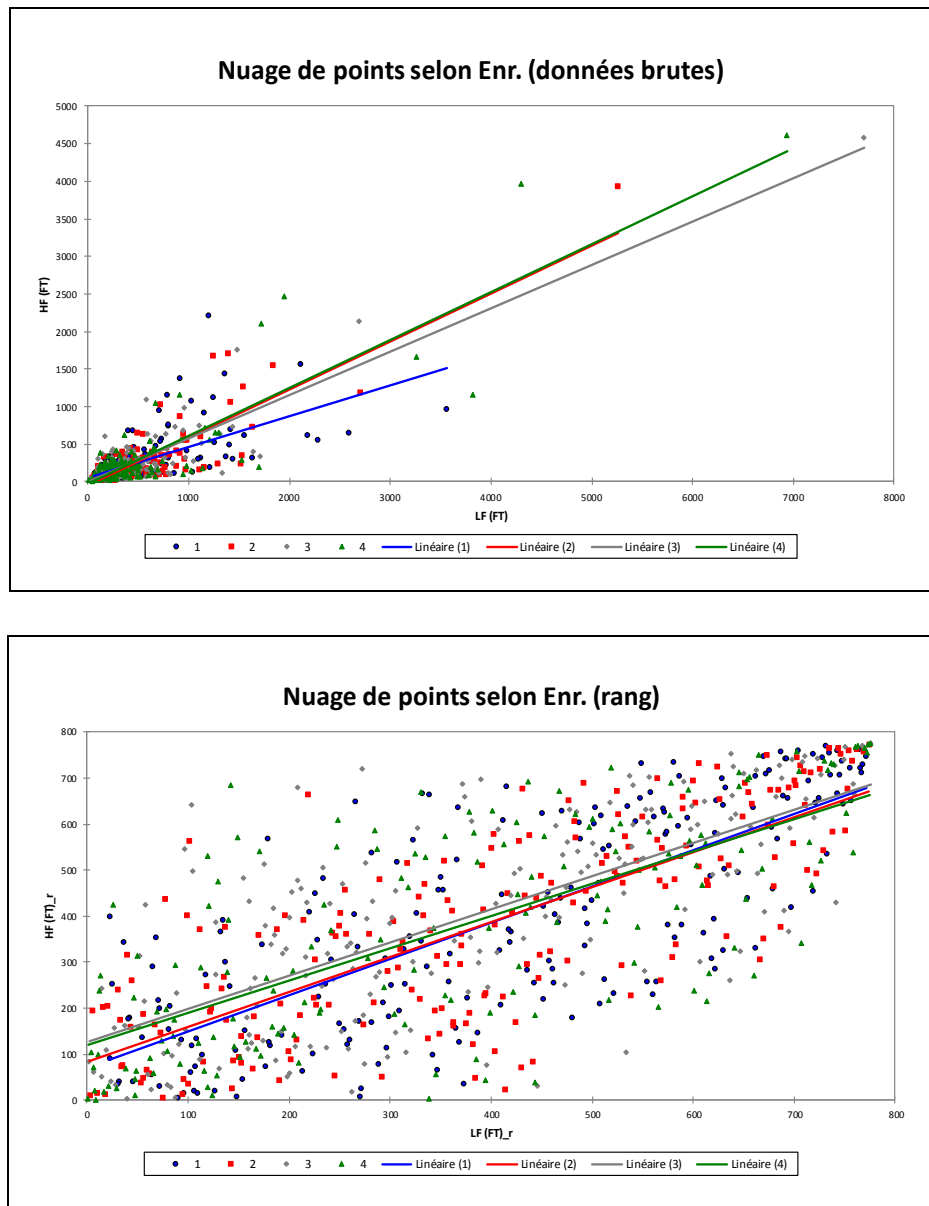 Nuage de points selon Enr. (données brutes)
5000
4500
4000
3500
3000
2500
2000
1500
1000
500
0
HF (FT)
0 1000 2000 3000 4000 5000 6000 7000 8000
LF (FT)
1 2 3 4 Linéaire (1) Linéaire (2) Linéaire (3) Linéaire (4)
Nuage de points selon Enr. (rang)
800
700
600
500
400
300
200
100
0
HF (FT)_r
0 100 200 300 400 500 600 700 800
LF (FT)_r
1 2 3 4 Linéaire (1) Linéaire (2) Linéaire (3) Linéaire (4)